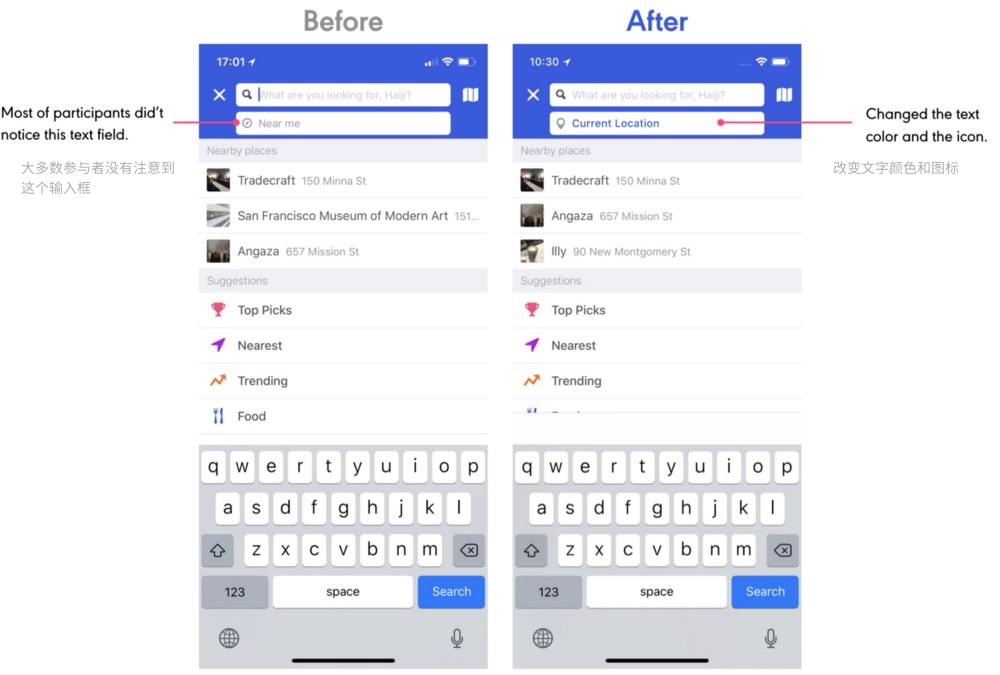 Before
After
17:01
What are you looking for, Haiji?
Near me
Nearby places
Tradecraft 150 Minna St
San Francisco Museum of Modern Art 151...
Angaza 657 Mission St
Suggestions
Top Picks
Nearest
Trending
Food
q w e r t y u i o p
a s d f g h j k l
z x c v b n m
123 space Search
Most of participants did't
notice this text field.
大多数参与者没有注意到
这个输入框
10:30
What are you looking for, Haiji?
Current Location
Nearby places
Tradecraft 150 Minna St
Angaza 657 Mission St
Illy 90 New Montgomery St
Suggestions
Top Picks
Nearest
Trending
q w e r t y u i o p
a s d f g h j k l
z x c v b n m
123 space Search
Changed the text
color and the icon.
改变文字颜色和图标